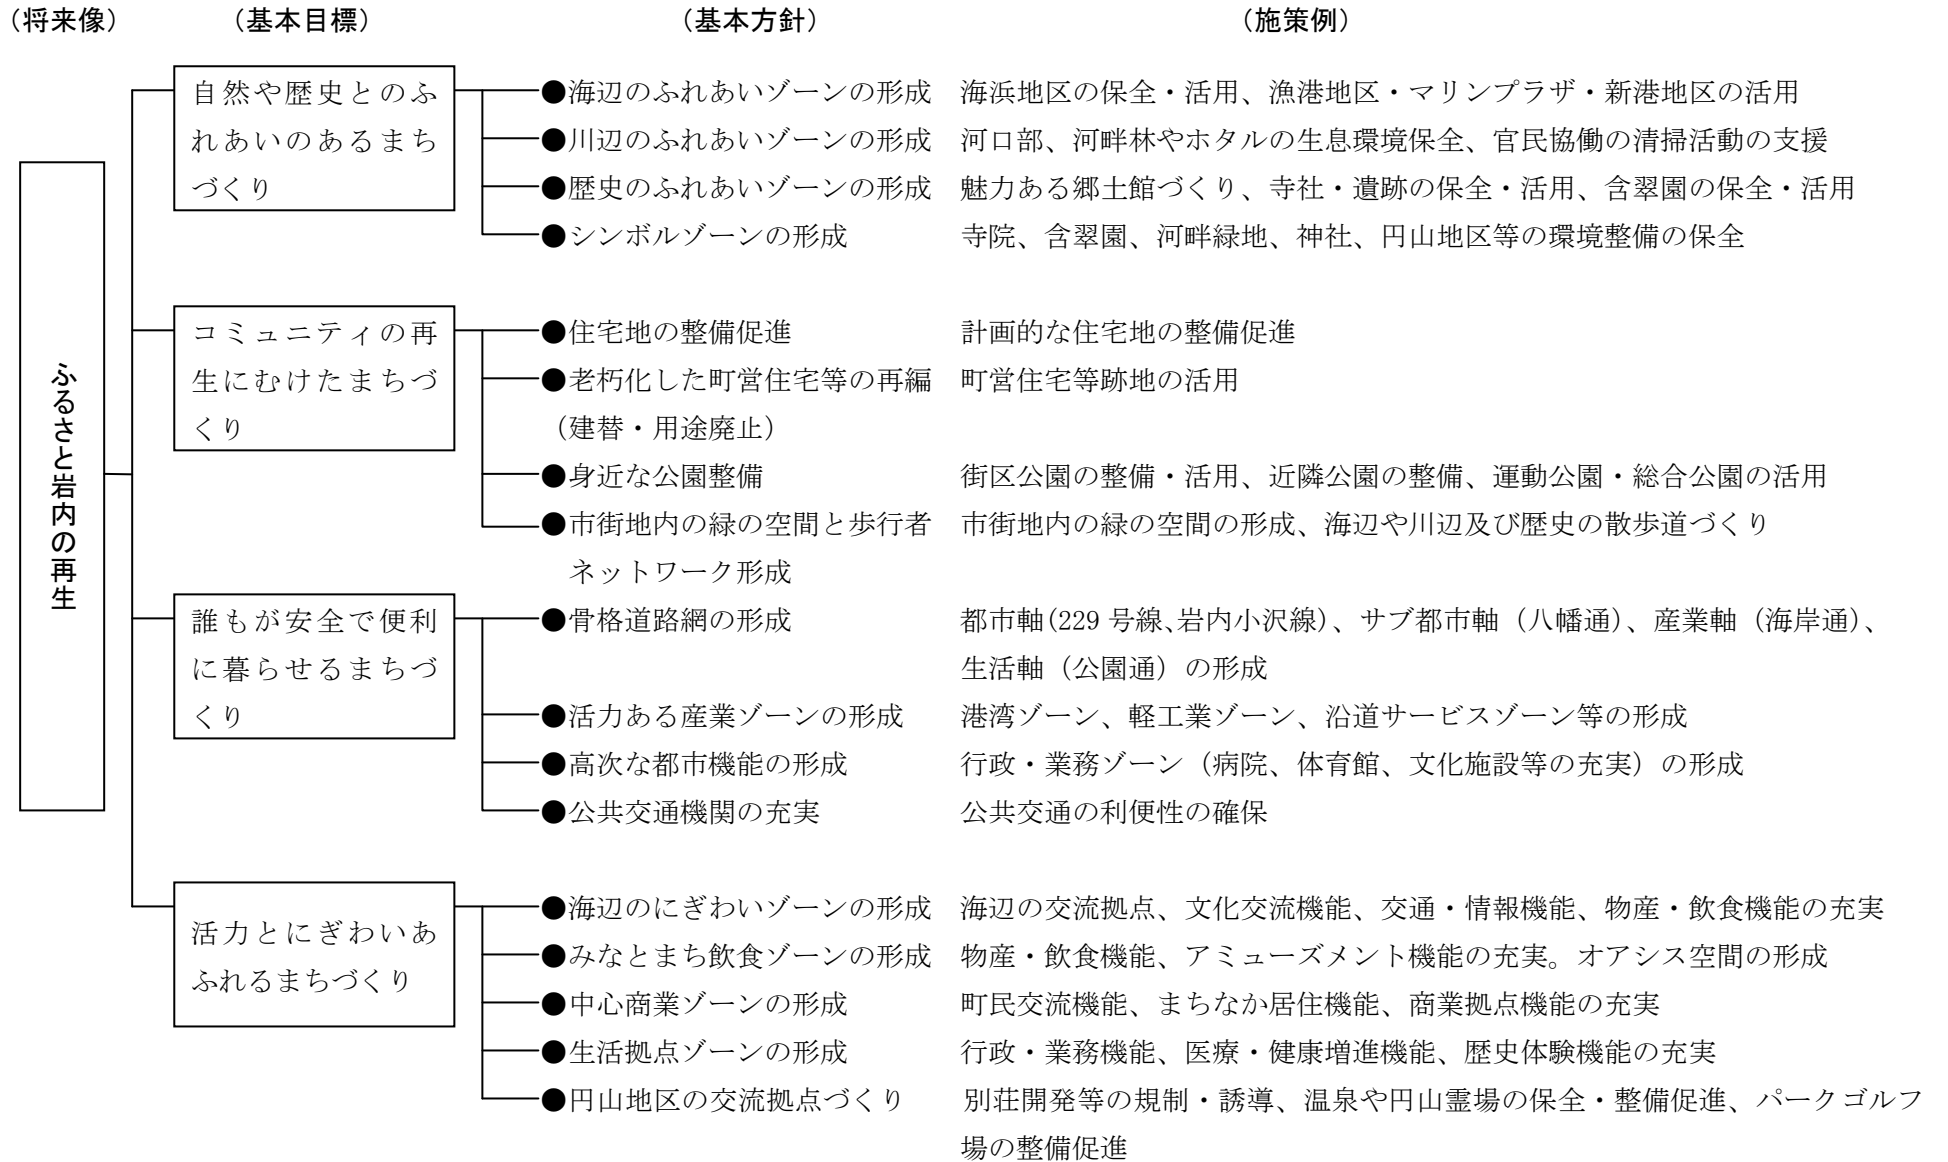 （将来像） （基本目標） （基本方針） （施策例）
ふるさと岩内の再生
自然や歴史とのふ
れあいのあるまち
づくり
●海辺のふれあいゾーンの形成 海浜地区の保全・活用、漁港地区・マリンプラザ・新港地区の活用
●川辺のふれあいゾーンの形成 河口部、河畔林やホタルの生息環境保全、官民協働の清掃活動の支援
●歴史のふれあいゾーンの形成 魅力ある郷土館づくり、寺社・遺跡の保全・活用、含翠園の保全・活用
●シンボルゾーンの形成 寺院、含翠園、河畔緑地、神社、円山地区等の環境整備の保全
コミュニティの再
生にむけたまちづ
くり
●住宅地の整備促進 計画的な住宅地の整備促進
●老朽化した町営住宅等の再編 町営住宅等跡地の活用
（建替・用途廃止）
●身近な公園整備 街区公園の整備・活用、近隣公園の整備、運動公園・総合公園の活用
●市街地内の緑の空間と歩行者 市街地内の緑の空間の形成、海辺や川辺及び歴史の散歩道づくり
ネットワーク形成
誰もが安全で便利
に暮らせるまちづ
くり
●骨格道路網の形成 都市軸(229 号線、岩内小沢線）、サブ都市軸（八幡通）、産業軸（海岸通）、
生活軸（公園通）の形成
●活力ある産業ゾーンの形成 港湾ゾーン、軽工業ゾーン、沿道サービスゾーン等の形成
●高次な都市機能の形成 行政・業務ゾーン（病院、体育館、文化施設等の充実）の形成
●公共交通機関の充実 公共交通の利便性の確保
活力とにぎわいあ
ふれるまちづくり
●海辺のにぎわいゾーンの形成 海辺の交流拠点、文化交流機能、交通・情報機能、物産・飲食機能の充実
●みなとまち飲食ゾーンの形成 物産・飲食機能、アミューズメント機能の充実。オアシス空間の形成
●中心商業ゾーンの形成 町民交流機能、まちなか居住機能、商業拠点機能の充実
●生活拠点ゾーンの形成 行政・業務機能、医療・健康増進機能、歴史体験機能の充実
●円山地区の交流拠点づくり 別荘開発等の規制・誘導、温泉や円山霊場の保全・整備促進、パークゴルフ
場の整備促進